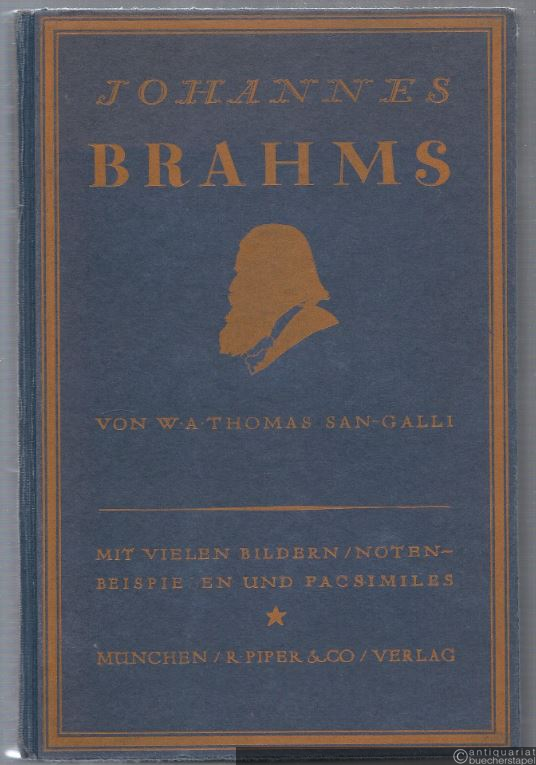 JOHANNES
BRAHMS
VON W·A·THOMAS SAN-GALLI
MIT VIELEN BILDERN/NOTEN-
BEISPIE EN UND FACSIMILES
MÜNCHEN/R·PIPER & CO/VERLAG
© antiquariat
buecherstapel